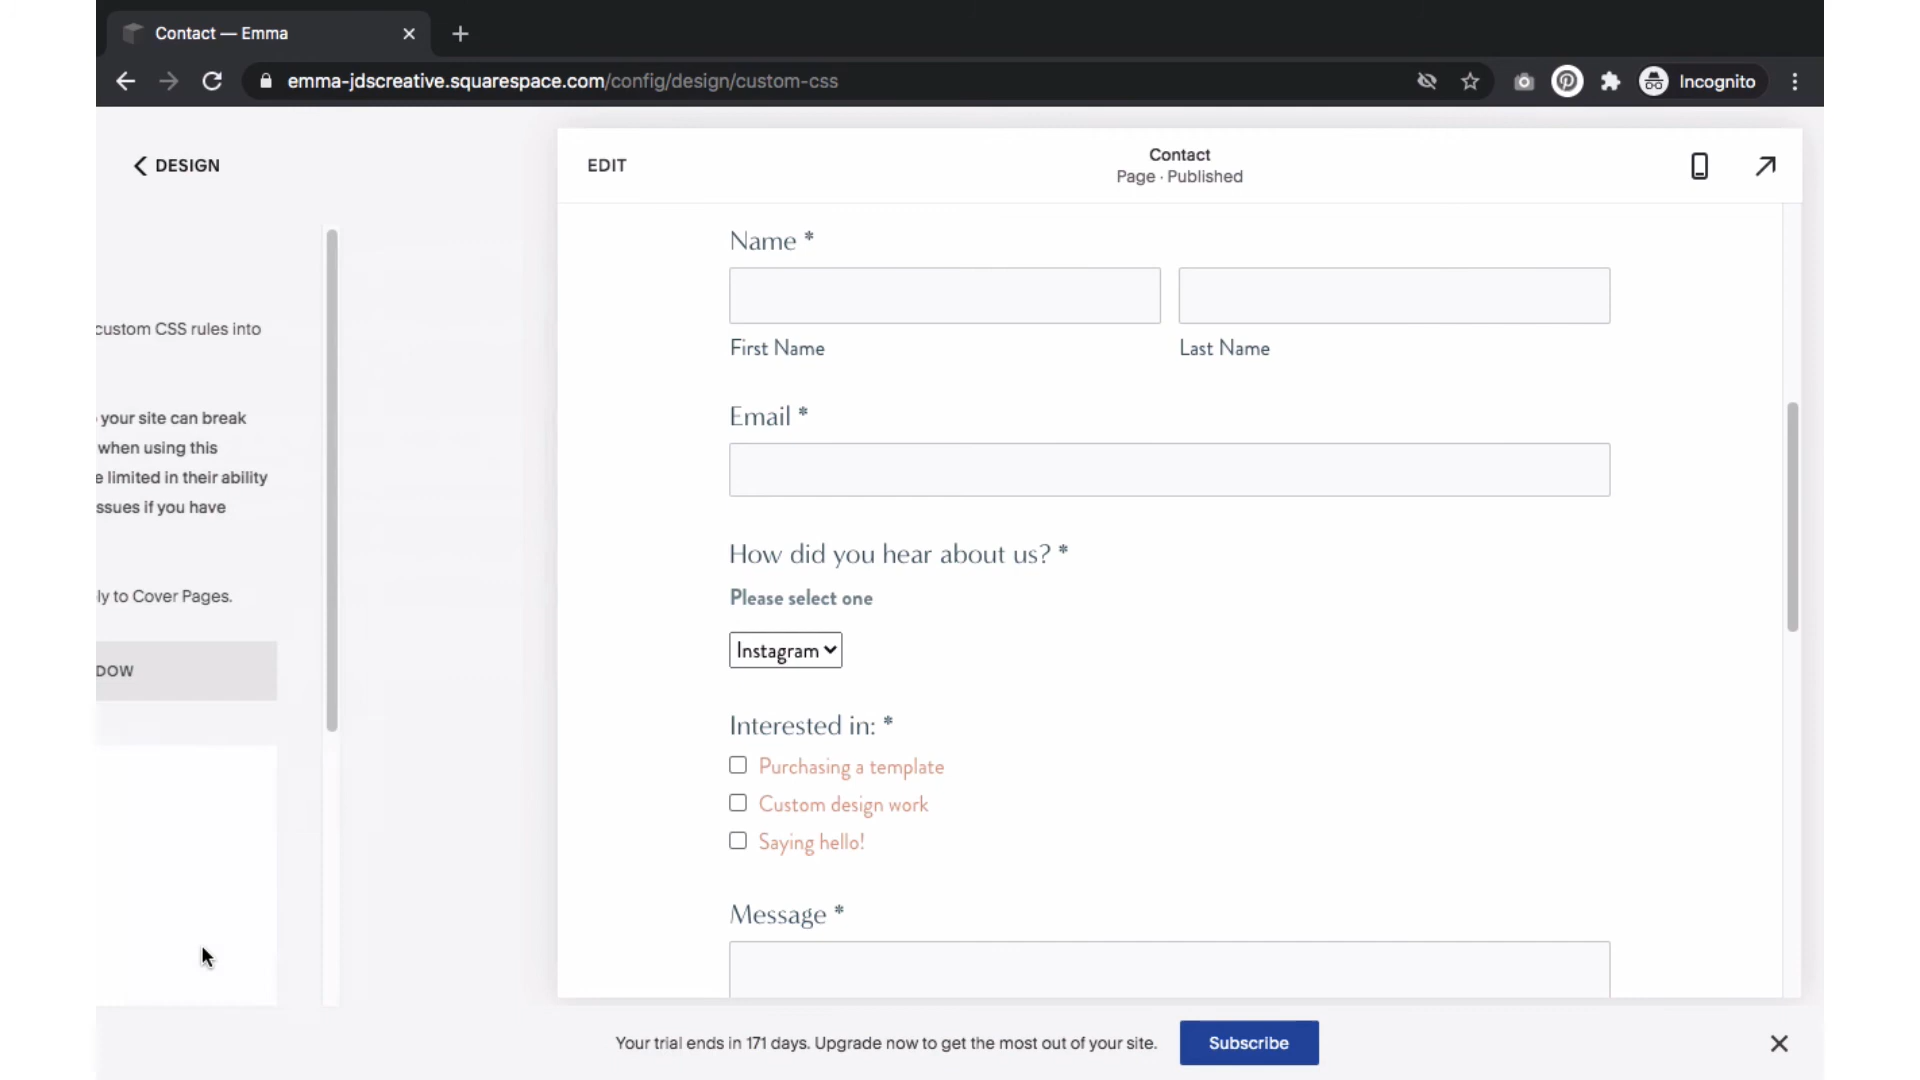 Contact — Emma
emma-jdscreative.squarespace.com/config/design/custom-css
Incognito
DESIGN
custom CSS rules into
your site can break
when using this
limited in their ability
if you have
to Cover Pages.
EDIT
Contact
Page · Published
Name *
First Name
Last Name
Email *
How did you hear about us? *
Please select one
Instagram
Interested in: *
Purchasing a template
Custom design work
Saying hello!
Message *
Your trial ends in 171 days. Upgrade now to get the most out of your site.
Subscribe